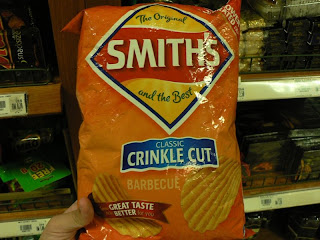 The Original
SMITH'S
and the Best
CLASSIC
CRINKLE CUT
BARBECUE
GREAT TASTE
BETTER